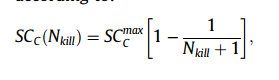 SC_C(N_kill) = SC_C^max [1 − 1/(N_kill + 1)],